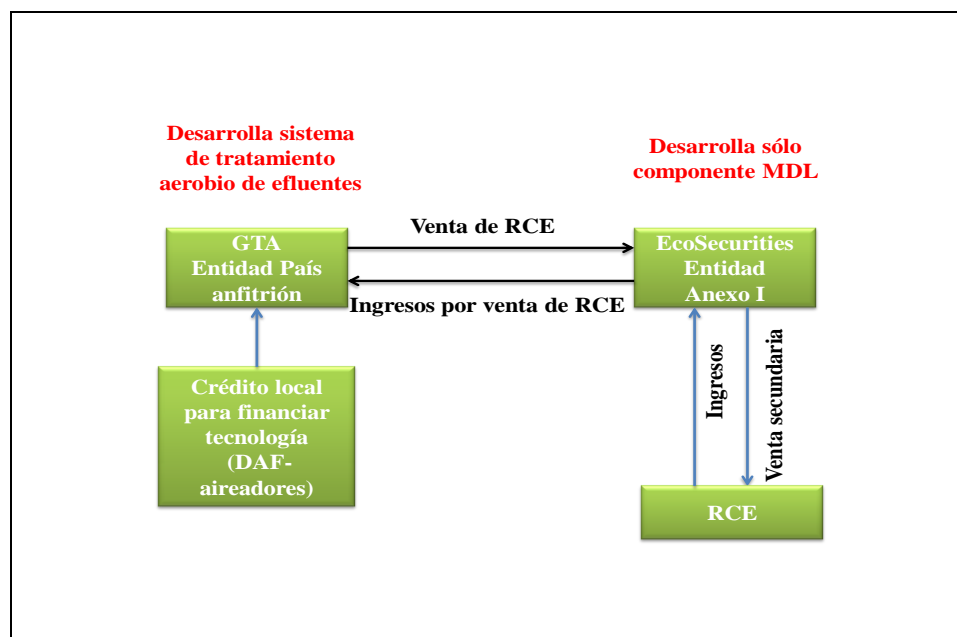 Desarrolla sistema
de tratamiento
aerobio de efluentes
Desarrolla sólo
componente MDL
Venta de RCE
GTA
Entidad País
anfitrión
EcoSecurities
Entidad
Anexo I
Ingresos por venta de RCE
Crédito local
para financiar
tecnología
(DAF-
aireadores)
Ingresos
Venta secundaria
RCE